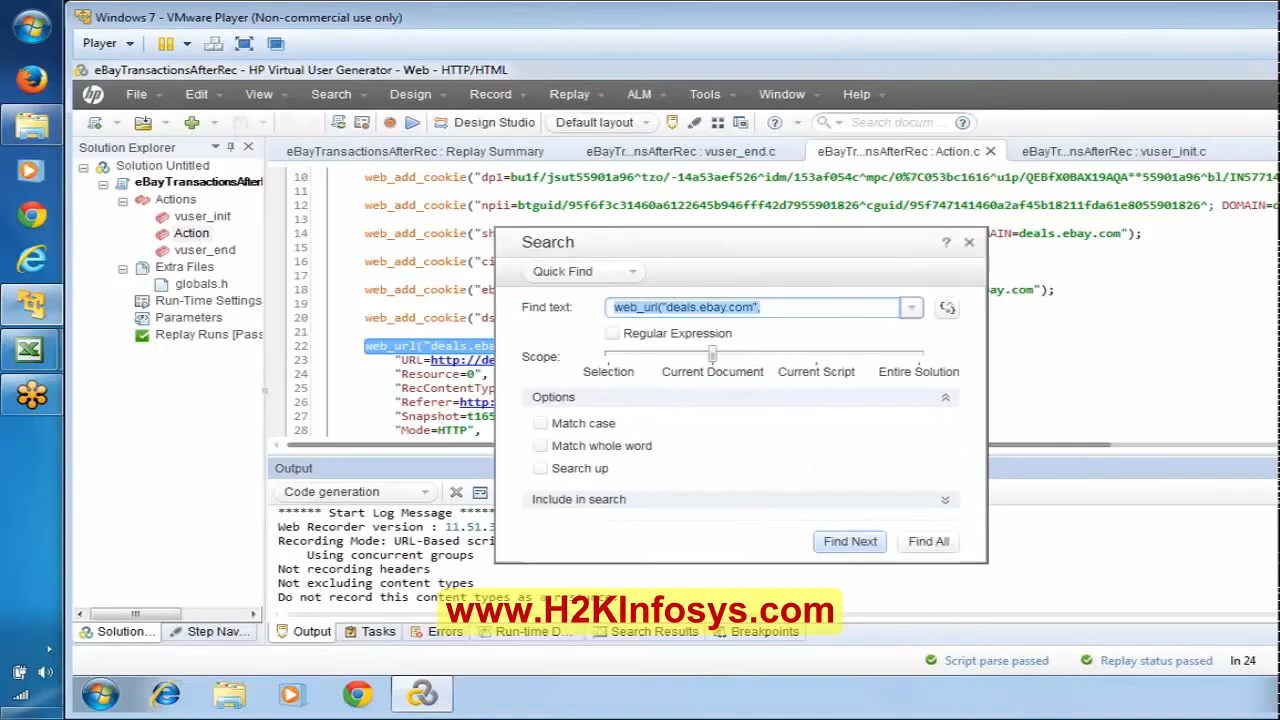 Windows 7 - VMware Player (Non-commercial use only)
Player
eBayTransactionsAfterRec - HP Virtual User Generator - Web - HTTP/HTML
File Edit View Search Design Record Replay ALM Tools Window Help
Design Studio Default layout Search docum...
Solution Explorer
eBayTransactionsAfterRec : Replay Summary
eBayTr...nsAfterRec : vuser_end.c
eBayTr...nsAfterRec : Action.c
eBayTr...nsAfterRec : vuser_init.c
Solution Untitled
eBayTransactionsAfterI
Actions
vuser_init
Action
vuser_end
Extra Files
globals.h
Run-Time Settings
Parameters
Replay Runs [Pass
10 web_add_cookie("dp1=bu1f/jsut55901a96^tzo/-14a53aef526^idm/153af054c^mpc/0%7C053bc1616^u1p/QEBfX0BAX19AQA**55901a96^bl/IN5771
11
12 web_add_cookie("npii=btguid/95f6f3c31460a6122645b946fff42d7955901826^cguid/95f747141460a2af45b18211fda61e8055901826^; DOMAIN=d
13
14 web_add_cookie("s AIN=deals.ebay.com");
15
16 web_add_cookie("ci
17
18 web_add_cookie("eb ay.com");
19
20 web_add_cookie("ds
21
22 web_url("deals.eba
23 "URL=http://de
24 "Resource=0",
25 "RecContentTyp
26 "Referer=http:
27 "Snapshot=t165
28 "Mode=HTTP",
Search
Quick Find
Find text: web_url("deals.ebay.com",
Regular Expression
Scope:
Selection Current Document Current Script Entire Solution
Options
Match case
Match whole word
Search up
Include in search
Find Next Find All
Output
Code generation
****** Start Log Message *****
Web Recorder version : 11.51.3
Recording Mode: URL-Based scri
Using concurrent groups
Not recording headers
Not excluding content types
Do not record this content types as a
www.H2KInfosys.com
Solution... Step Nav...
Output Tasks Errors Run-time D... Search Results Breakpoints
Script parse passed Replay status passed ln 24